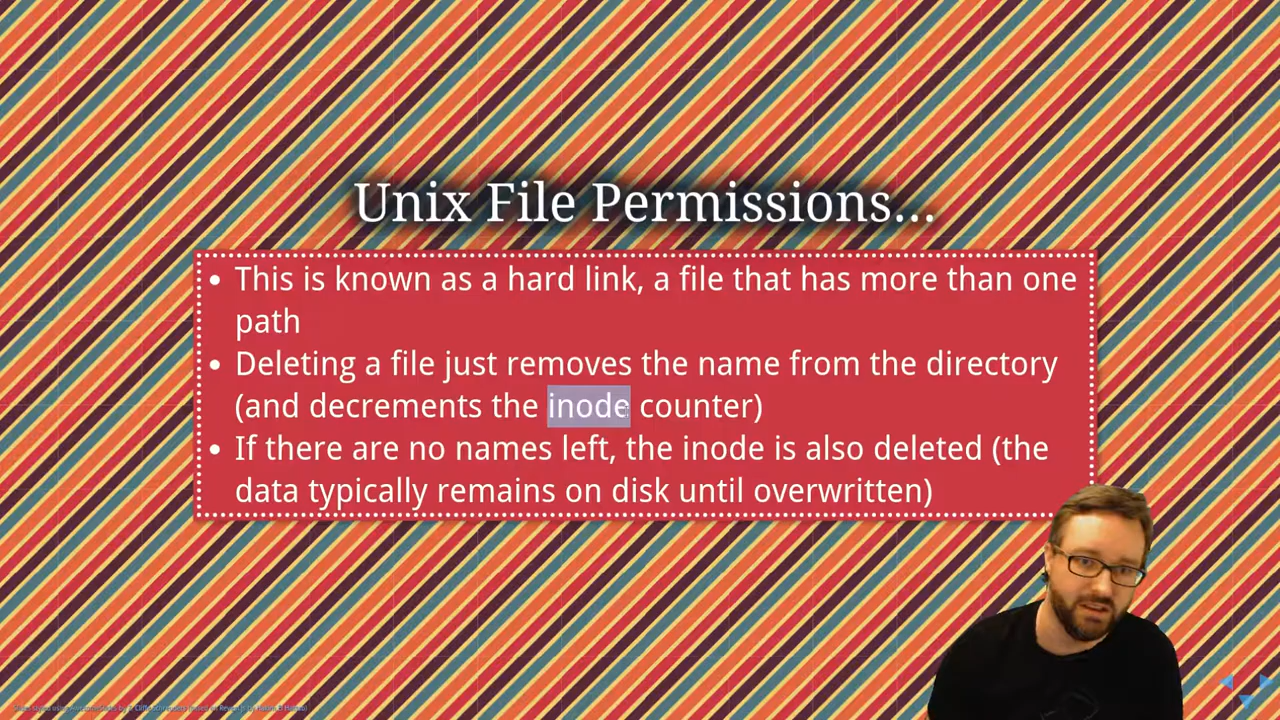 Unix File Permissions...
• This is known as a hard link, a file that has more than one
path
• Deleting a file just removes the name from the directory
(and decrements the inode counter)
• If there are no names left, the inode is also deleted (the
data typically remains on disk until overwritten)